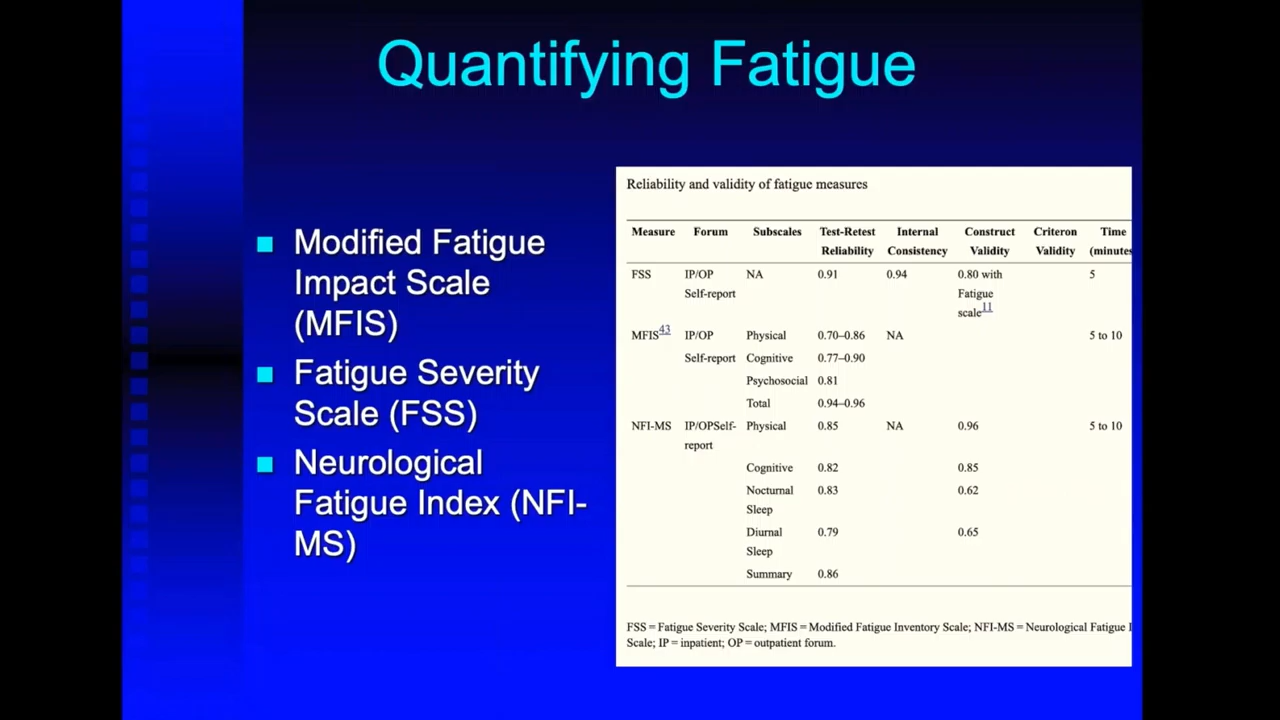 Quantifying Fatigue
Modified Fatigue
Impact Scale
(MFIS)
Fatigue Severity
Scale (FSS)
Neurological
Fatigue Index (NFI-
MS)
Reliability and validity of fatigue measures
Measure Forum Subscales Test-Retest Internal Construct Criteron Time
Reliability Consistency Validity Validity (minutes
FSS IP/OP NA 0.91 0.94 0.80 with 5
Self-report Fatigue
scale11
MFIS43 IP/OP Physical 0.70–0.86 NA 5 to 10
Self-report Cognitive 0.77–0.90
Psychosocial 0.81
Total 0.94–0.96
NFI-MS IP/OPSelf- Physical 0.85 NA 0.96 5 to 10
report
Cognitive 0.82 0.85
Nocturnal 0.83 0.62
Sleep
Diurnal 0.79 0.65
Sleep
Summary 0.86
FSS = Fatigue Severity Scale; MFIS = Modified Fatigue Inventory Scale; NFI-MS = Neurological Fatigue
Scale; IP = inpatient; OP = outpatient forum.